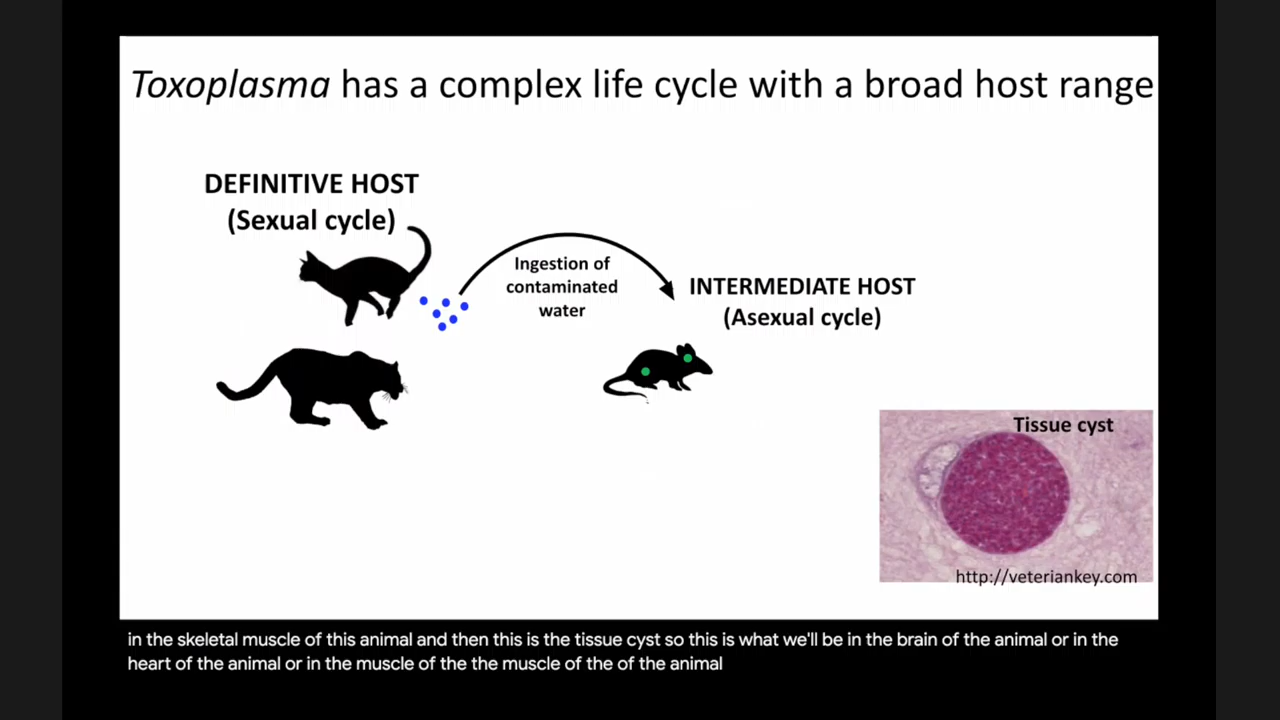 Toxoplasma has a complex life cycle with a broad host range
DEFINITIVE HOST
(Sexual cycle)
Ingestion of
contaminated
water
INTERMEDIATE HOST
(Asexual cycle)
Tissue cyst
http://veteriankey.com
in the skeletal muscle of this animal and then this is the tissue cyst so this is what we'll be in the brain of the animal or in the
heart of the animal or in the muscle of the the muscle of the of the animal